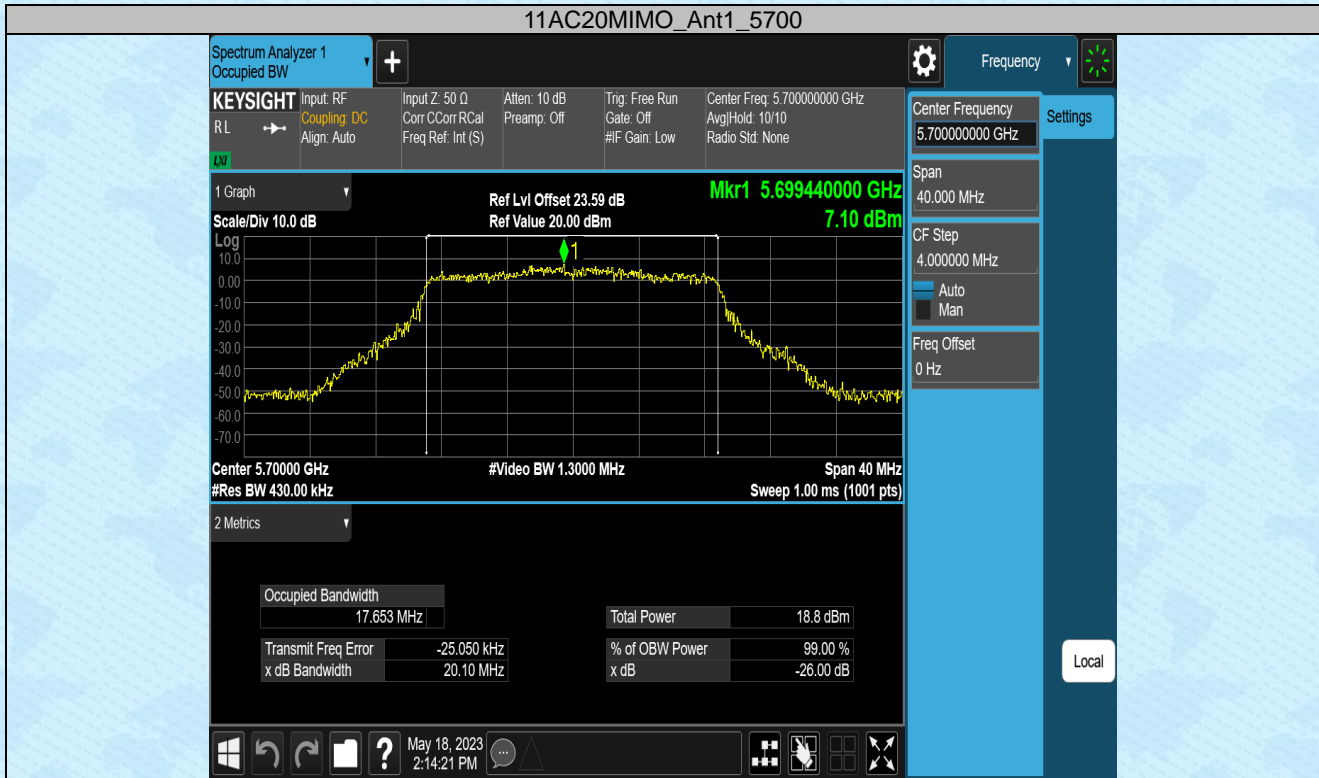 11AC20MIMO_Ant1_5700
Spectrum Analyzer 1
Occupied BW
+
Frequency
KEYSIGHT
R L
LXI
Input: RF
Coupling: DC
Align: Auto
Input Z: 50 Ω
Corr CCorr RCal
Freq Ref: Int (S)
Atten: 10 dB
Preamp: Off
Trig: Free Run
Gate: Off
#IF Gain: Low
Center Freq: 5.700000000 GHz
Avg|Hold: 10/10
Radio Std: None
Center Frequency
5.700000000 GHz
Settings
Span
40.000 MHz
CF Step
4.000000 MHz
Auto
Man
Freq Offset
0 Hz
Local
1 Graph
Scale/Div 10.0 dB
Ref Lvl Offset 23.59 dB
Ref Value 20.00 dBm
Mkr1 5.699440000 GHz
7.10 dBm
Log
1
10.0
0.00
-10.0
-20.0
-30.0
-40.0
-50.0
-60.0
-70.0
Center 5.70000 GHz
#Video BW 1.3000 MHz
Span 40 MHz
#Res BW 430.00 kHz
Sweep 1.00 ms (1001 pts)
2 Metrics
Occupied Bandwidth
17.653 MHz
Total Power 18.8 dBm
Transmit Freq Error -25.050 kHz
% of OBW Power 99.00 %
x dB Bandwidth 20.10 MHz
x dB -26.00 dB
?
May 18, 2023
2:14:21 PM